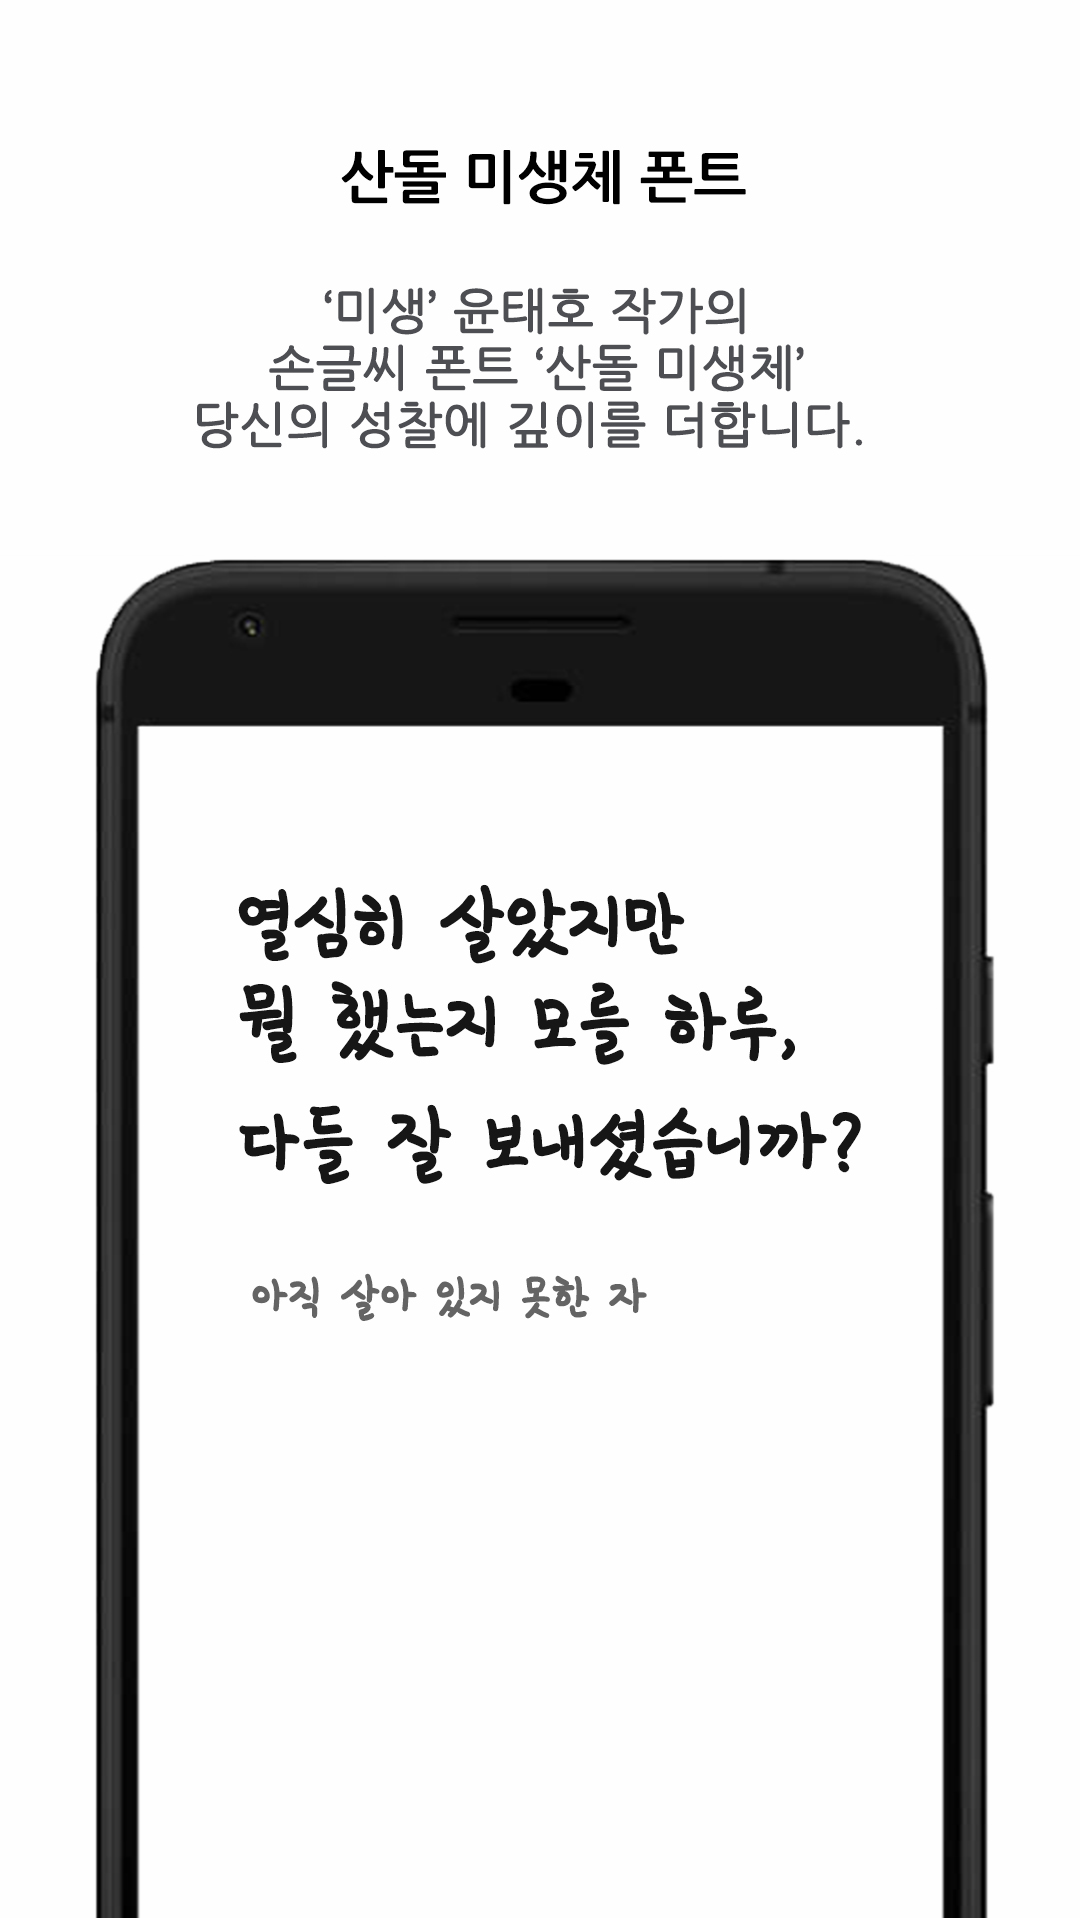 산돌 미생체 폰트
‘미생’ 윤태호 작가의
손글씨 폰트 ‘산돌 미생체’
당신의 성찰에 깊이를 더합니다.
열심히 살았지만
뭘 했는지 모를 하루,
다들 잘 보내셨습니까?
아직 살아 있지 못한 자